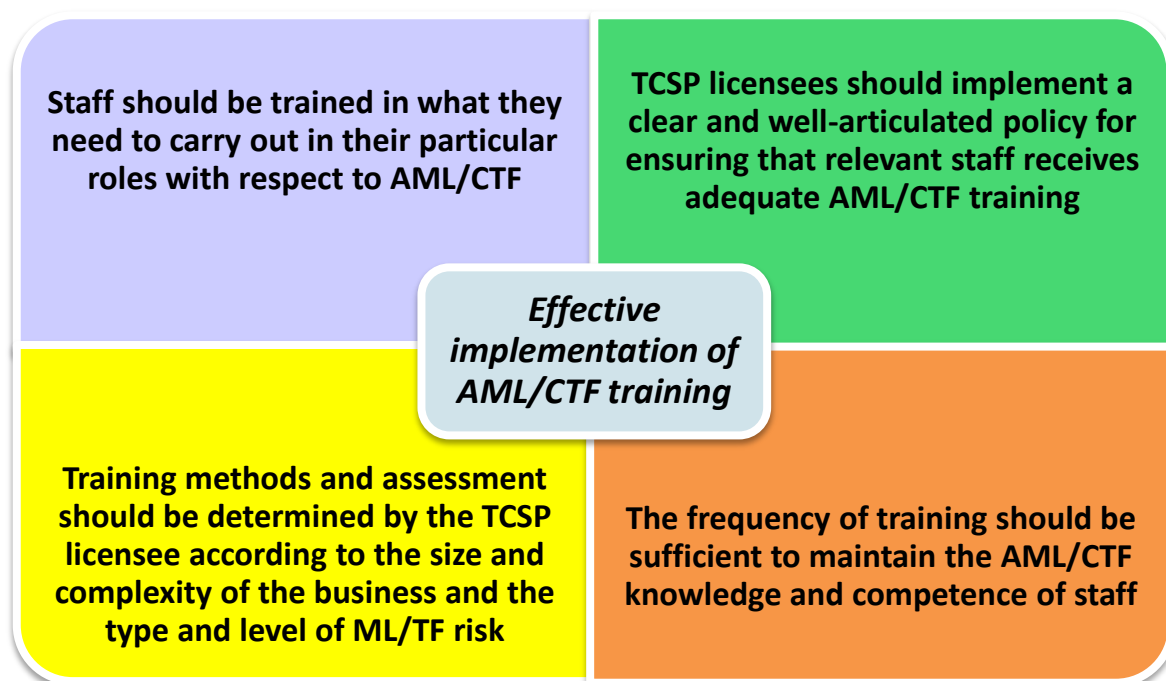 Staff should be trained in what they
need to carry out in their particular
roles with respect to AML/CTF
TCSP licensees should implement a
clear and well-articulated policy for
ensuring that relevant staff receives
adequate AML/CTF training
Effective
implementation of
AML/CTF training
Training methods and assessment
should be determined by the TCSP
licensee according to the size and
complexity of the business and the
type and level of ML/TF risk
The frequency of training should be
sufficient to maintain the AML/CTF
knowledge and competence of staff